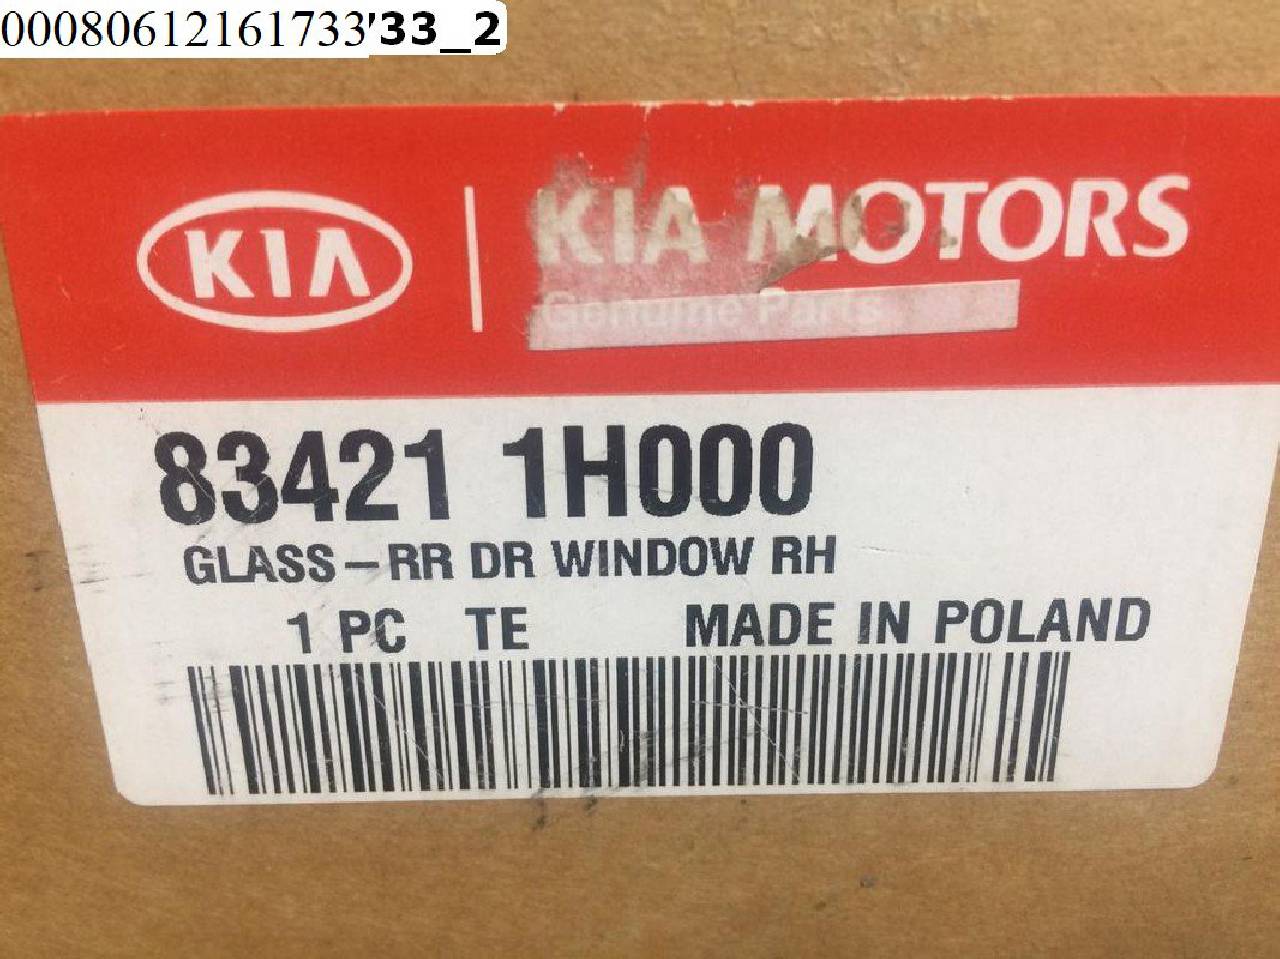 00080612161733'33_2
KIA
KIA MOTORS
Genuine Parts
83421 1H000
GLASS-RR DR WINDOW RH
1 PC TE MADE IN POLAND